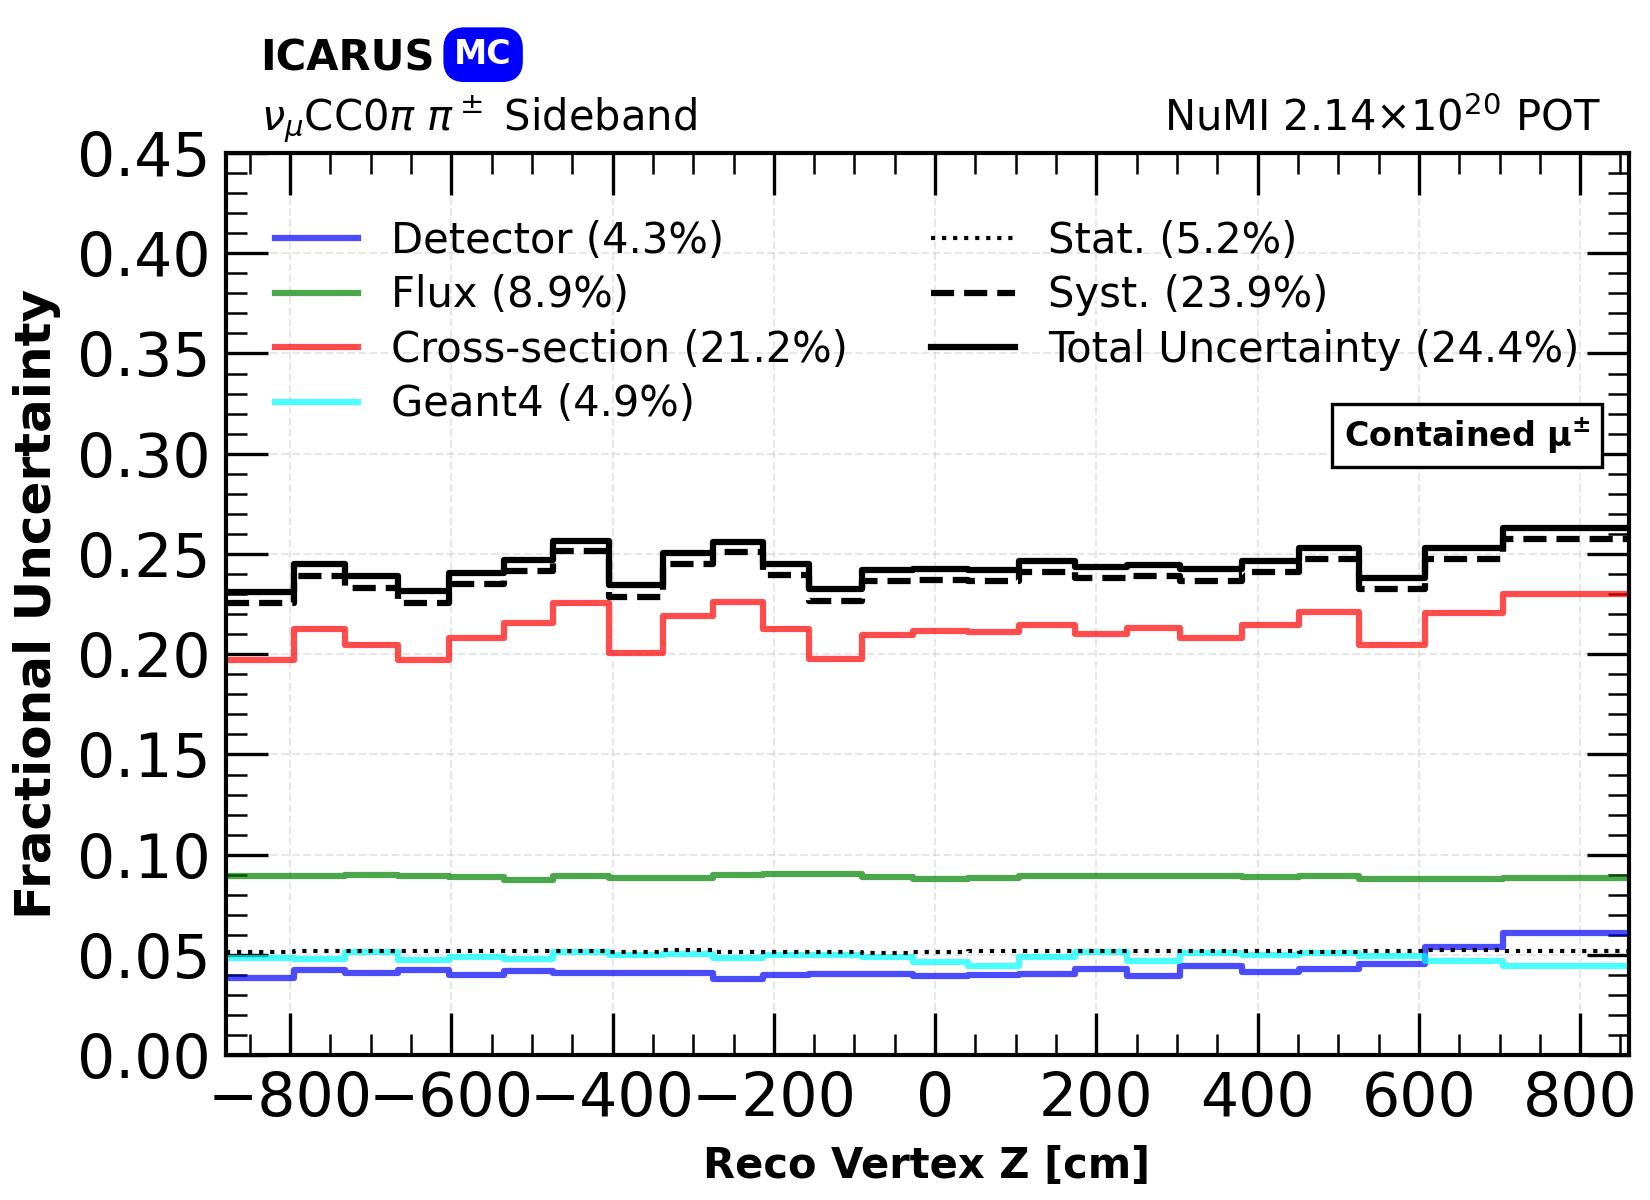 ICARUS MC
νμCC0π π± Sideband
NuMI 2.14×10²⁰ POT
0.45
0.40
0.35
0.30
0.25
0.20
0.15
0.10
0.05
0.00
Fractional Uncertainty
Detector (4.3%)
Flux (8.9%)
Cross-section (21.2%)
Geant4 (4.9%)
Stat. (5.2%)
Syst. (23.9%)
Total Uncertainty (24.4%)
Contained μ±
−800 −600 −400 −200 0 200 400 600 800
Reco Vertex Z [cm]